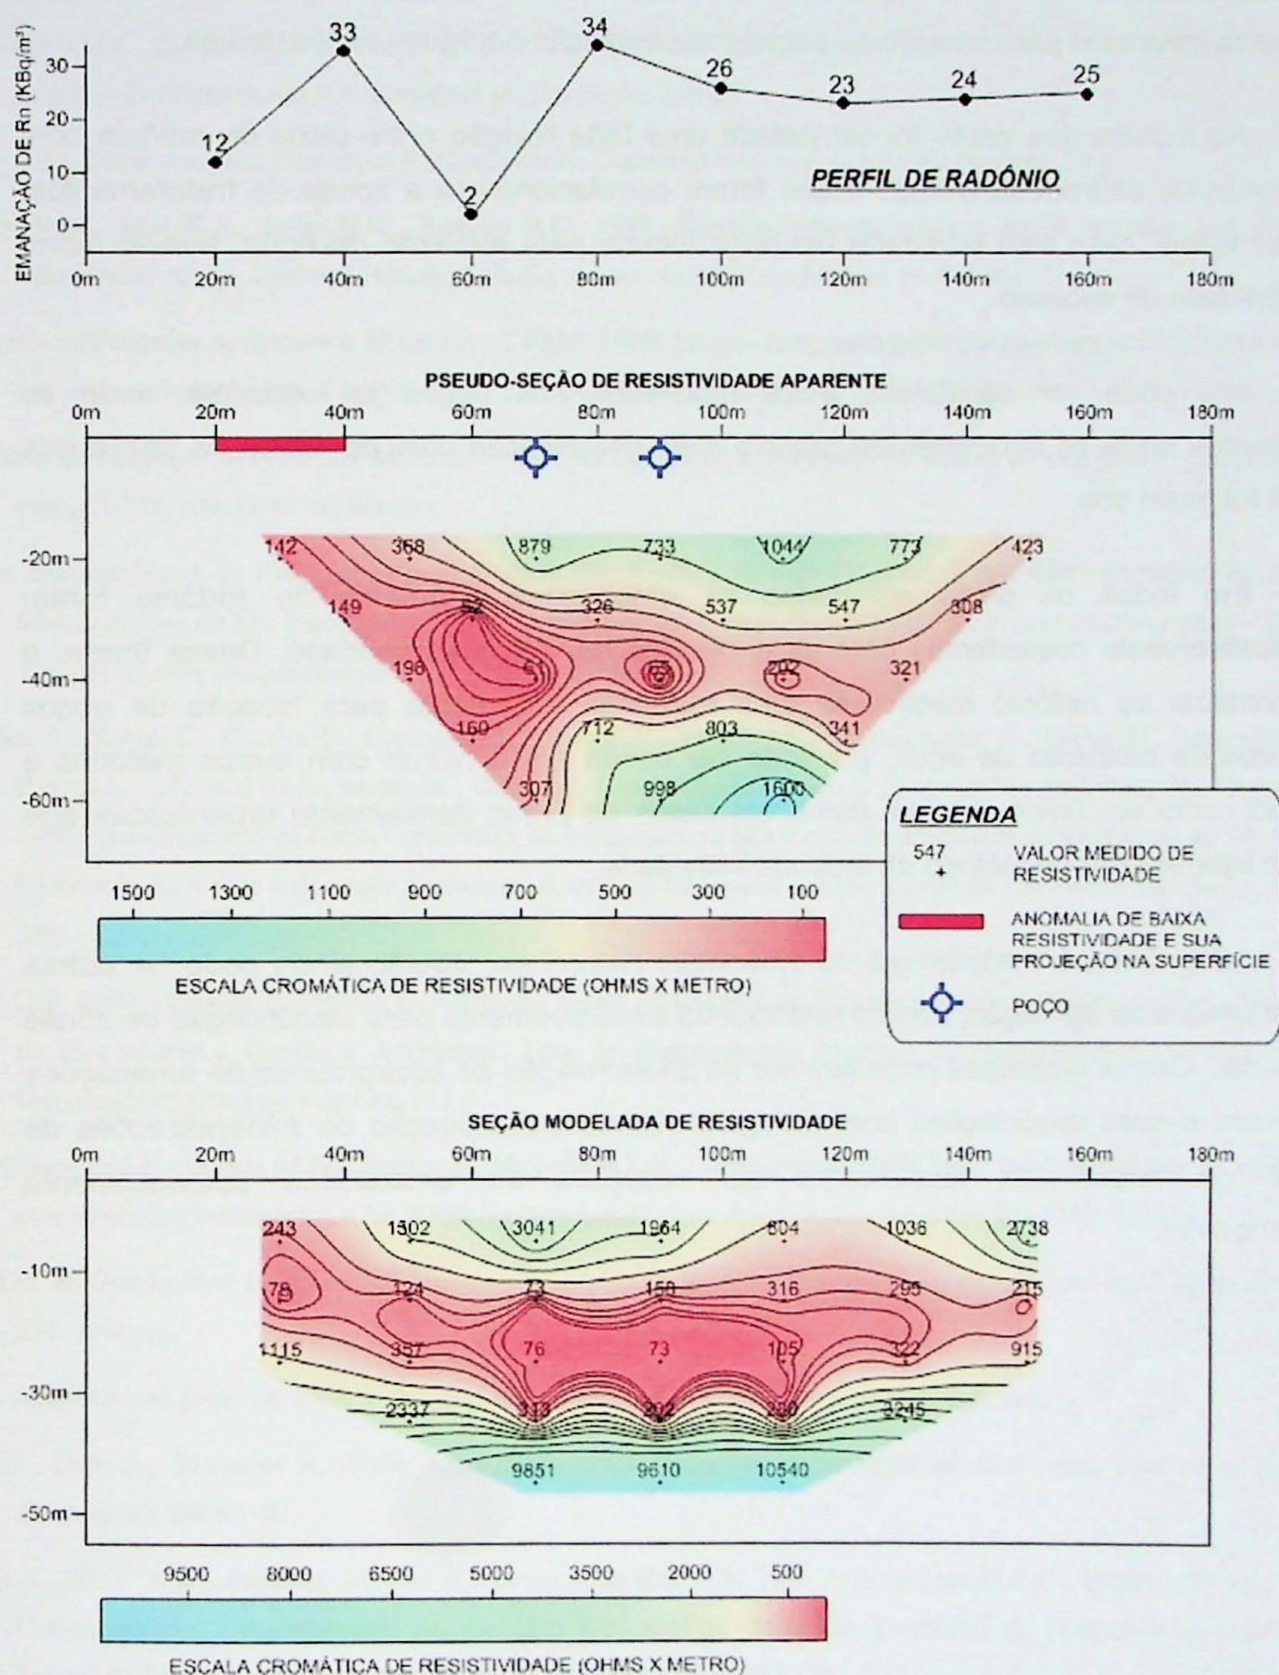 EMANAÇÃO DE Rn (KBq/m³)
30
20
10
0
12
33
2
34
26
23
24
25
PERFIL DE RADÔNIO
0m 20m 40m 60m 80m 100m 120m 140m 160m 180m
PSEUDO-SEÇÃO DE RESISTIVIDADE APARENTE
0m 20m 40m 60m 80m 100m 120m 140m 160m 180m
142 368 879 733 1044 773 423
-20m
149 52 326 537 547 308
196 61 65 202 321
-40m
160 712 803 341
307 998 1600
-60m
LEGENDA
547 VALOR MEDIDO DE
RESISTIVIDADE
ANOMALIA DE BAIXA
RESISTIVIDADE E SUA
PROJEÇÃO NA SUPERFÍCIE
POÇO
1500 1300 1100 900 700 500 300 100
ESCALA CROMÁTICA DE RESISTIVIDADE (OHMS X METRO)
SEÇÃO MODELADA DE RESISTIVIDADE
0m 20m 40m 60m 80m 100m 120m 140m 160m 180m
243 1502 3041 1964 804 1036 2738
-10m
78 124 73 158 316 295 215
1115 357 76 73 105 322 915
-30m
2337 313 292 3245
9851 9610 10540
-50m
9500 8000 6500 5000 3500 2000 500
ESCALA CROMÁTICA DE RESISTIVIDADE (OHMS X METRO)